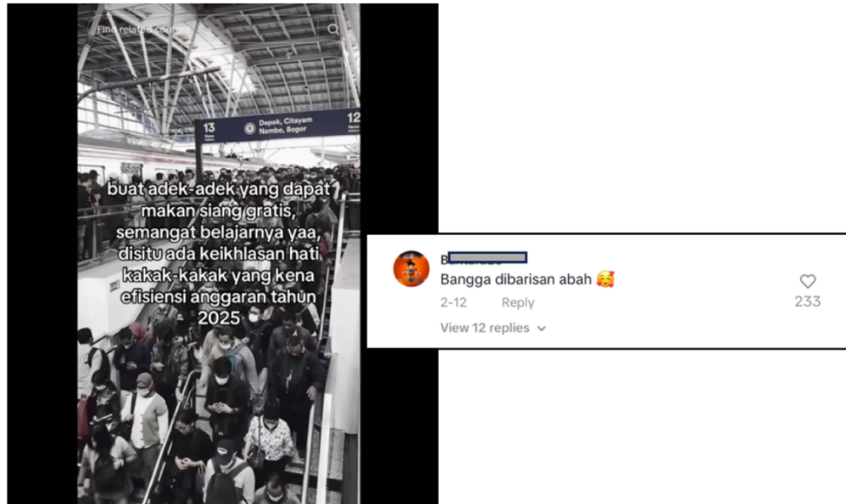 Find related content
13
Depok, Citayam
Nambo, Bogor
12
buat adek-adek yang dapat
makan siang gratis,
semangat belajarnya yaa,
disitu ada keikhlasan hati
kakak-kakak yang kena
efisiensi anggaran tahun
2025
Bangga dibarisan abah 🥰
2-12 Reply
233
View 12 replies